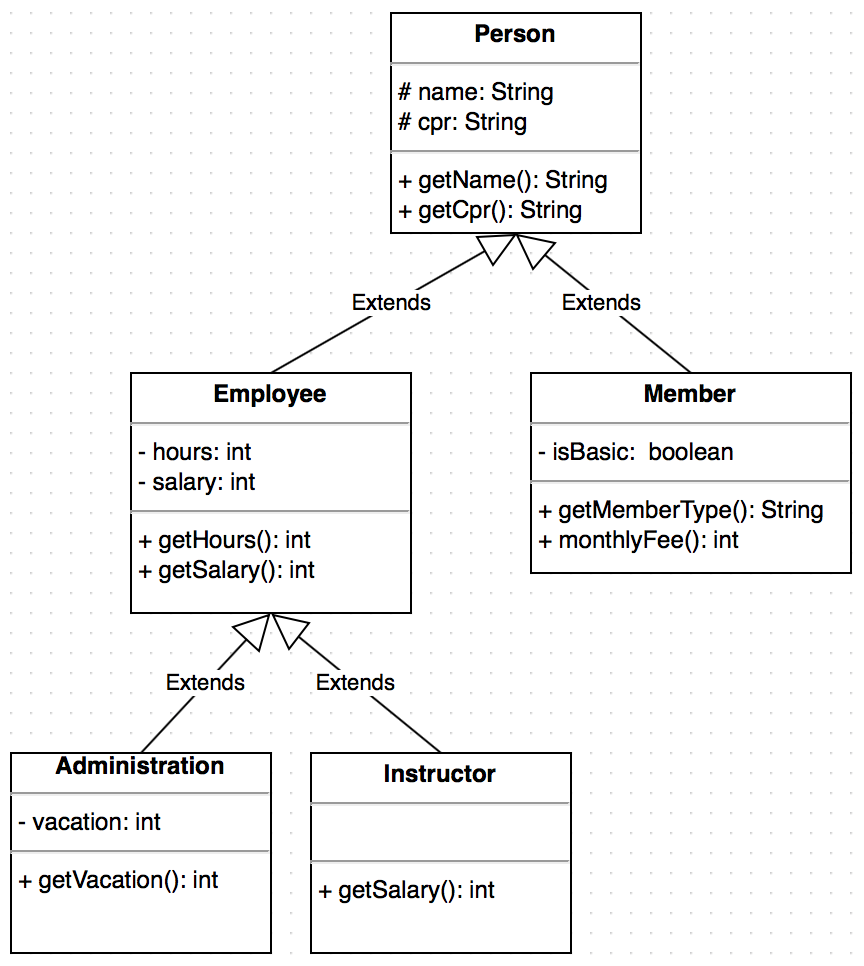 Person
# name: String
# cpr: String
+ getName(): String
+ getCpr(): String
Extends
Extends
Employee
- hours: int
- salary: int
+ getHours(): int
+ getSalary(): int
Member
- isBasic:  boolean
+ getMemberType(): String
+ monthlyFee(): int
Extends
Extends
Administration
- vacation: int
+ getVacation(): int
Instructor
+ getSalary(): int